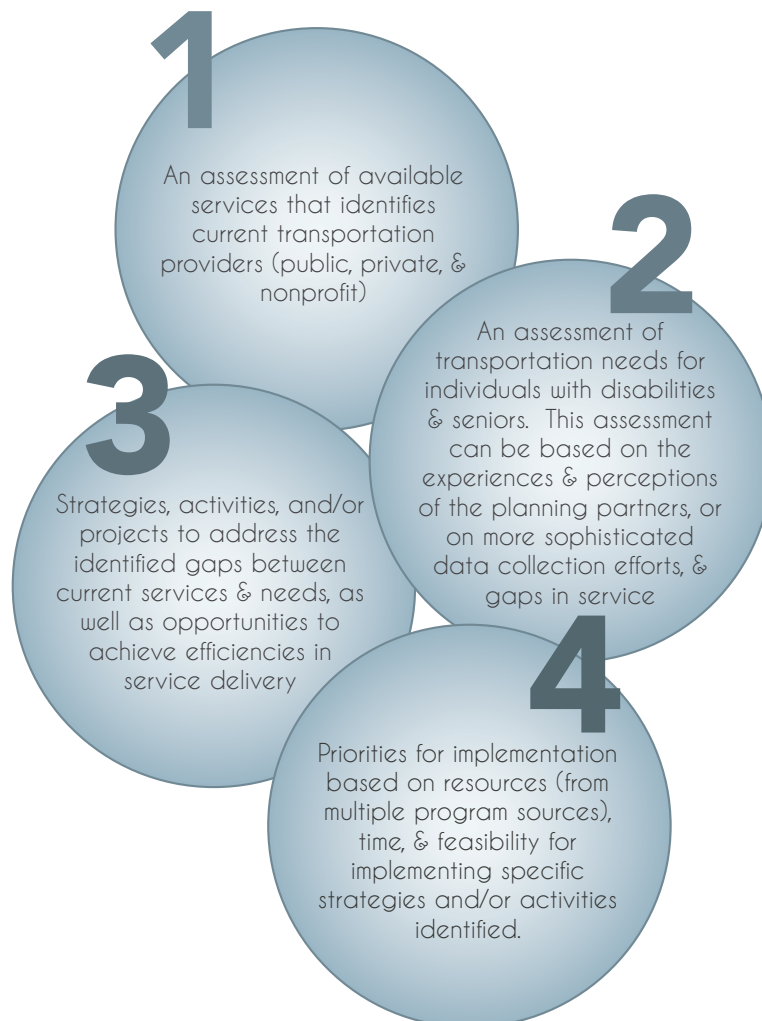 1
An assessment of available
services that identifies
current transportation
providers (public, private, &
nonprofit)
2
An assessment of
transportation needs for
individuals with disabilities
& seniors.  This assessment
can be based on the
experiences & perceptions
of the planning partners, or
on more sophisticated
data collection efforts, &
gaps in service
3
Strategies, activities, and/or
projects to address the
identified gaps between
current services & needs, as
well as opportunities to
achieve efficiencies in
service delivery
4
Priorities for implementation
based on resources (from
multiple program sources),
time, & feasibility for
implementing specific
strategies and/or activities
identified.